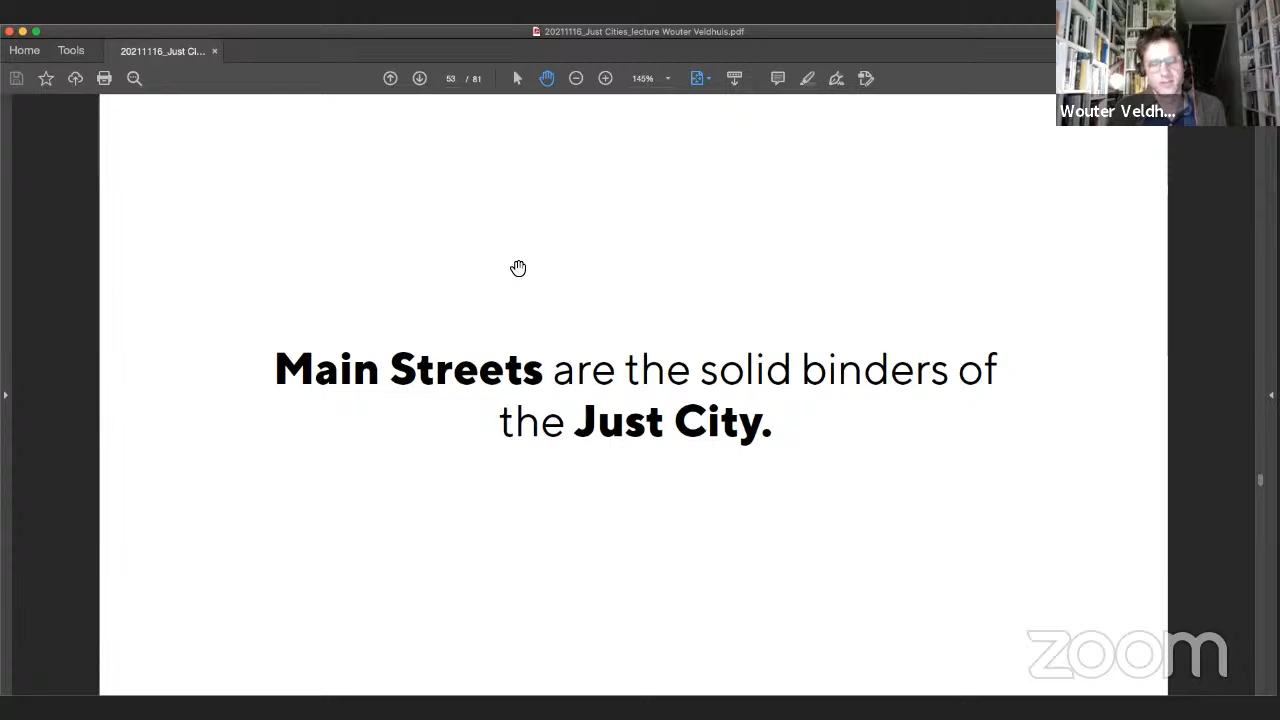 20211116_Just Cities_lecture Wouter Veldhuis.pdf
Home
Tools
20211116_Just Ci...
53 / 81
145%
Wouter Veldh...
Main Streets are the solid binders of
the Just City.
zoom